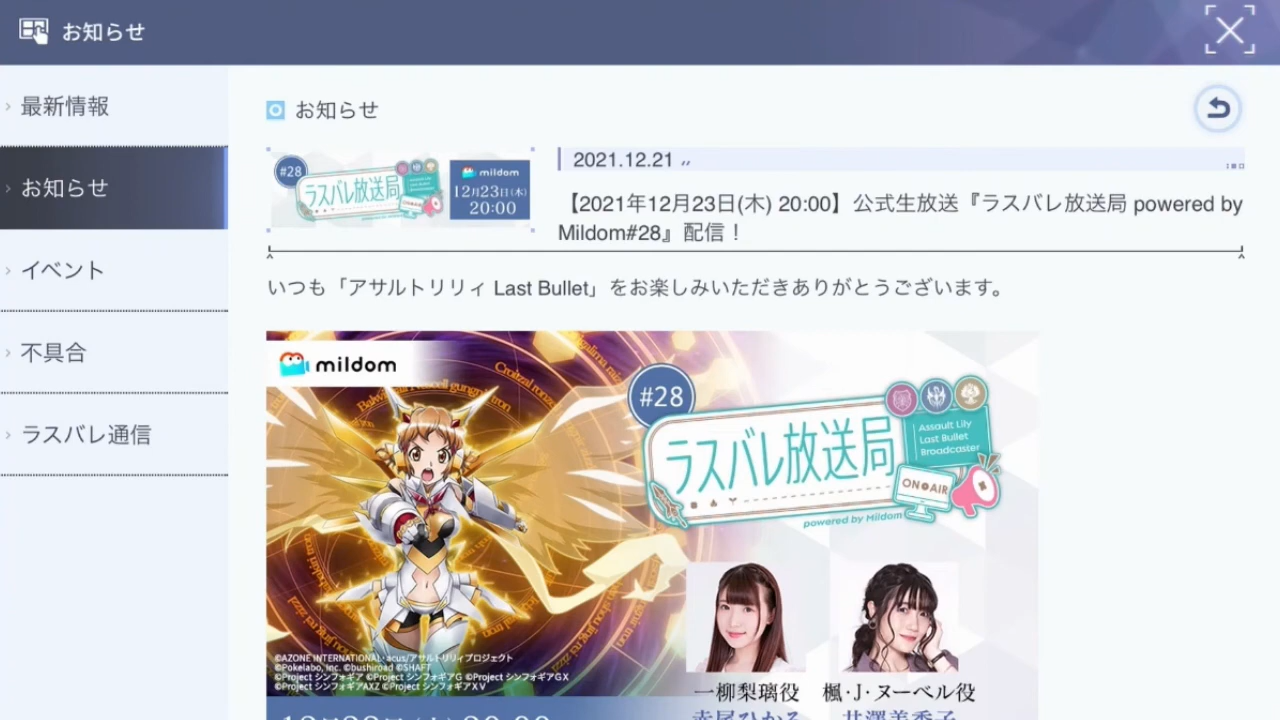 お知らせ
最新情報
お知らせ
イベント
不具合
ラスバレ通信
お知らせ
#28
ラスバレ放送局
mildom
12月23日(木)
20:00
2021.12.21
【2021年12月23日(木) 20:00】公式生放送『ラスバレ放送局 powered by
Mildom#28』配信！
いつも「アサルトリリィ Last Bullet」をお楽しみいただきありがとうございます。
mildom
#28
ラスバレ放送局
Assault Lily
Last Bullet
Broadcaster
ON AIR
powered by Mildom
©AZONE INTERNATIONAL・acus/アサルトリリィプロジェクト
©Pokelabo, Inc. ©bushiroad ©SHAFT
©Project シンフォギア ©Project シンフォギアG ©Project シンフォギアGX
©Project シンフォギアAXZ ©Project シンフォギアXV
一柳梨璃役
楓・J・ヌーベル役